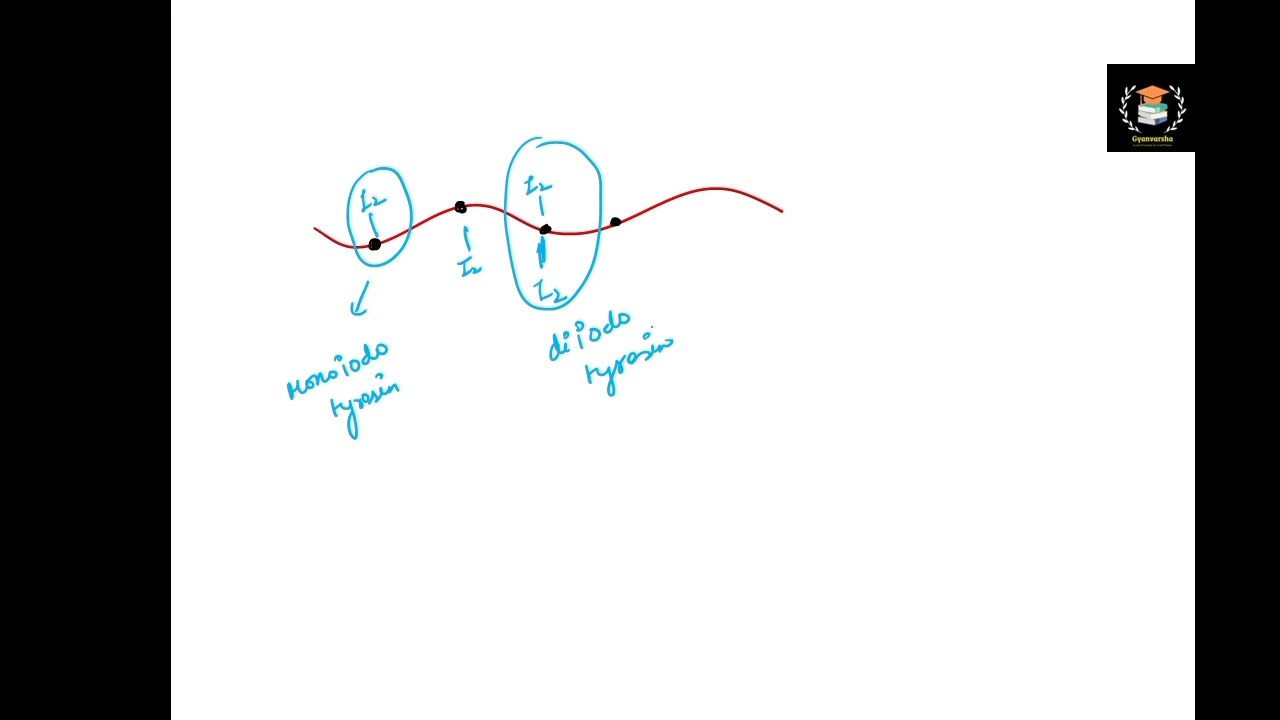 I2
I2
I2
I2
monoiodo
tyrosin
diiodo
tyrosin
Gyanvarsha